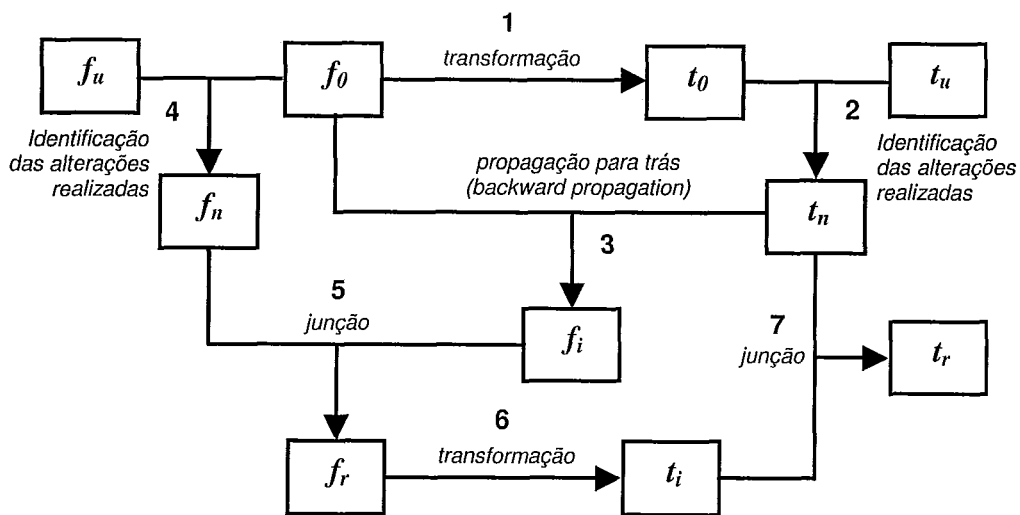 1
f_u
f_0
transformação
t_0
t_u
4
2
Identificação
das alterações
realizadas
propagação para trás
(backward propagation)
Identificação
das alterações
realizadas
f_n
t_n
3
5
junção
f_i
7
junção
t_r
6
f_r
transformação
t_i